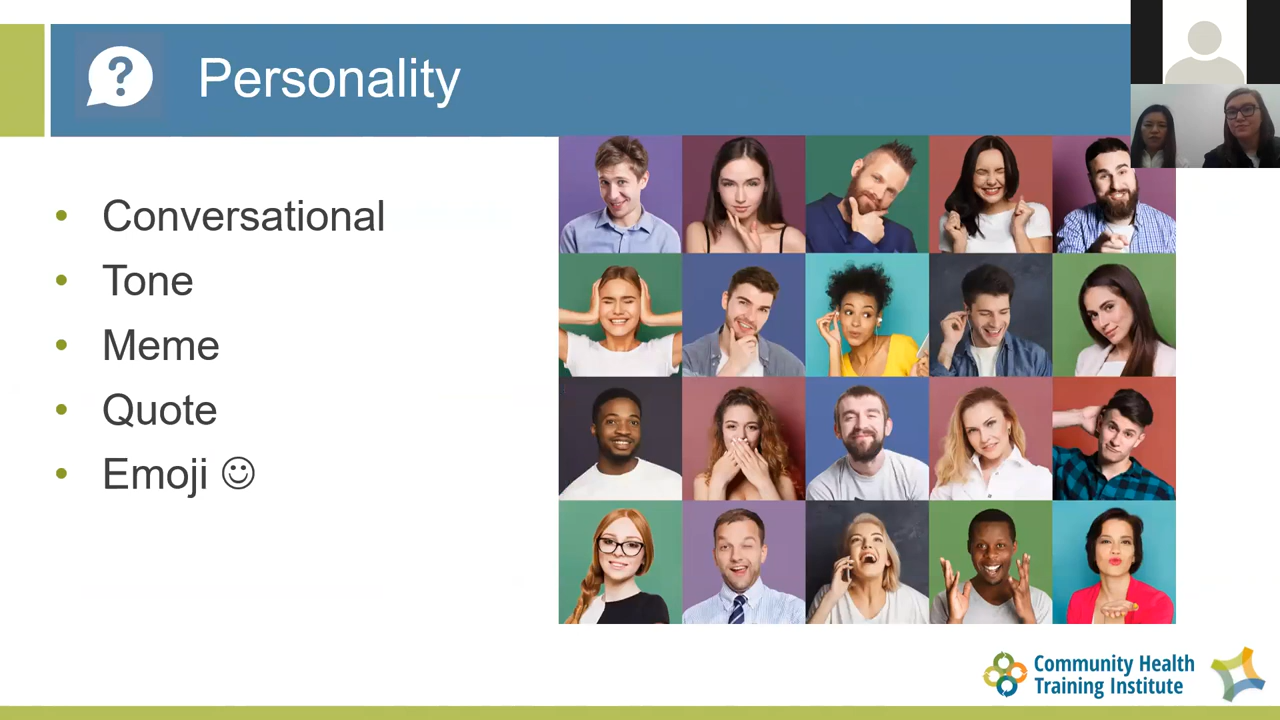 Personality
Conversational
Tone
Meme
Quote
Emoji ☺
Community Health
Training Institute